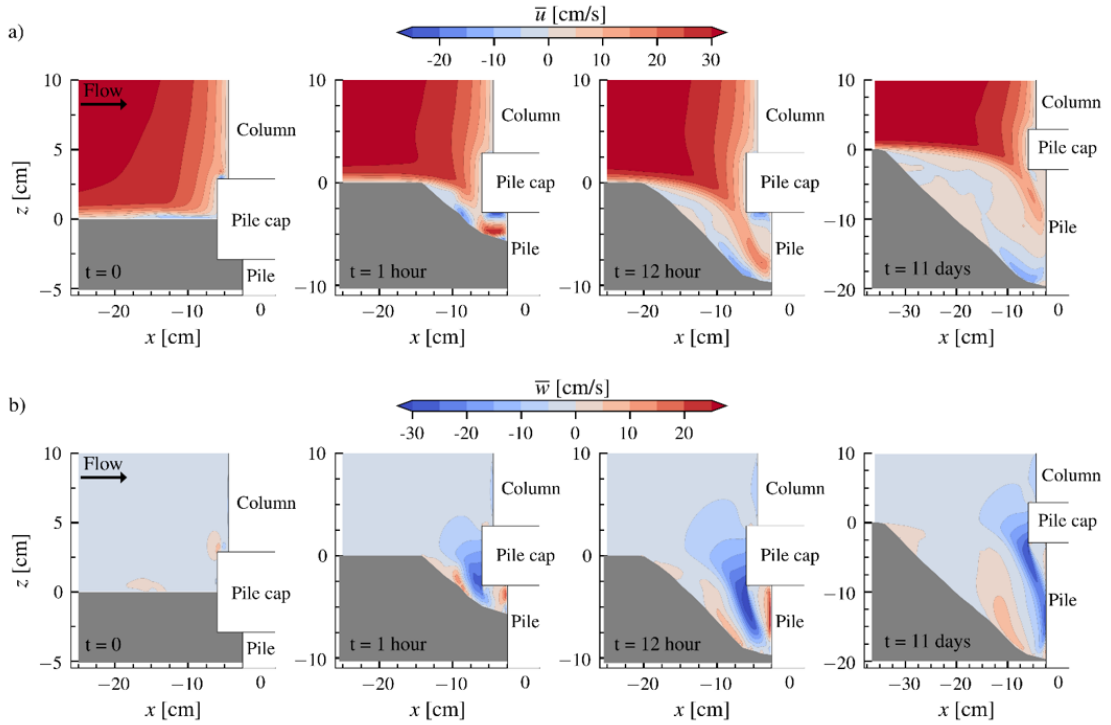 a)
u̅ [cm/s]
-20 -10 0 10 20 30
10 5 0 −5
z [cm]
Flow
Column
Pile cap
Pile
t = 0
−20 −10 0
x [cm]
10 0 −10
Column
Pile cap
Pile
t = 1 hour
−20 −10 0
x [cm]
10 0 −10
Column
Pile cap
Pile
t = 12 hour
−20 −10 0
x [cm]
10 0 −10 −20
Column
Pile cap
Pile
t = 11 days
−30 −20 −10 0
x [cm]
b)
w̅ [cm/s]
-30 -20 -10 0 10 20
10 5 0 −5
z [cm]
Flow
Column
Pile cap
Pile
t = 0
−20 −10 0
x [cm]
10 0 −10
Column
Pile cap
Pile
t = 1 hour
−20 −10 0
x [cm]
10 0 −10
Column
Pile cap
Pile
t = 12 hour
−20 −10 0
x [cm]
10 0 −10 −20
Column
Pile cap
Pile
t = 11 days
−30 −20 −10 0
x [cm]